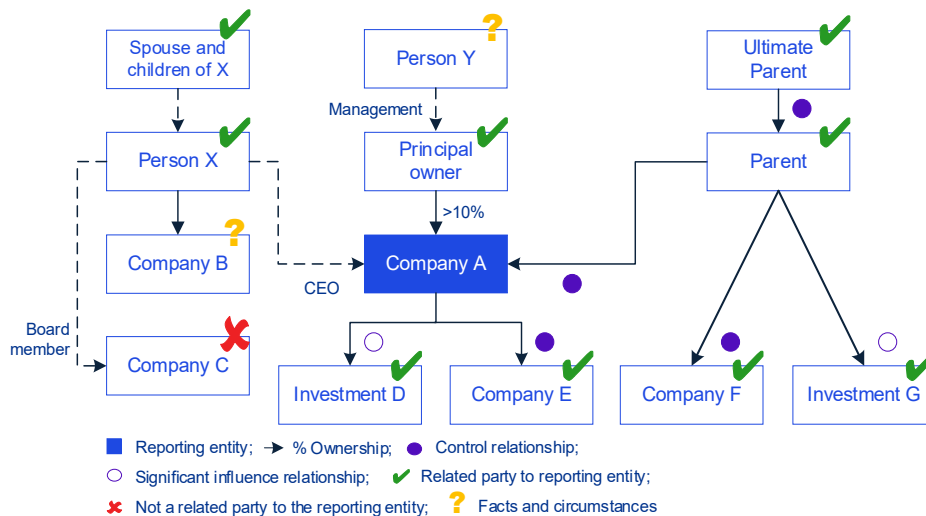 Spouse and
children of X
Person Y
Ultimate
Parent
Management
Person X
Principal
owner
Parent
>10%
Company B
CEO
Company A
Board
member
Company C
Investment D
Company E
Company F
Investment G
Reporting entity;
% Ownership;
Control relationship;
Significant influence relationship;
Related party to reporting entity;
Not a related party to the reporting entity;
Facts and circumstances